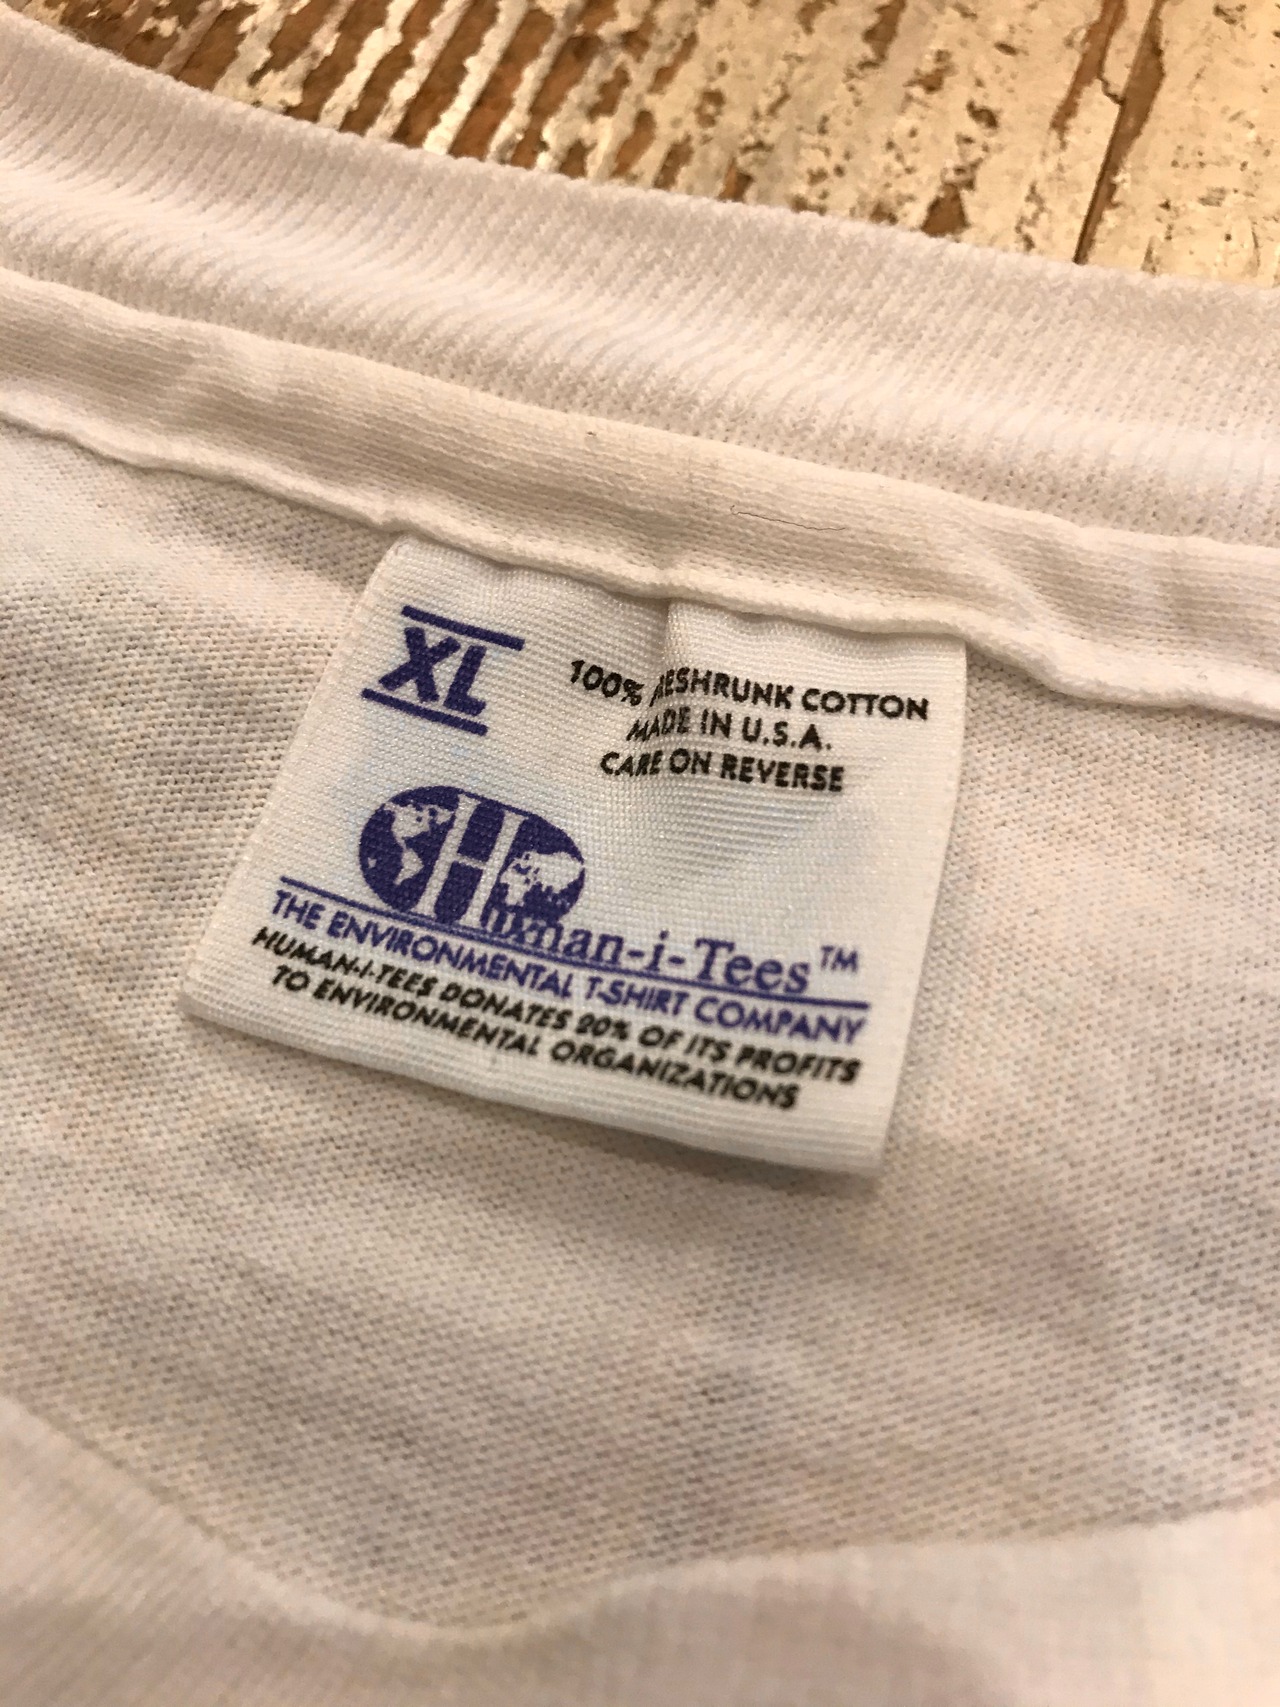 XL
100% PRESHRUNK COTTON
MADE IN U.S.A.
CARE ON REVERSE
Human-i-Tees™
THE ENVIRONMENTAL T-SHIRT COMPANY
HUMAN-I-TEES DONATES 20% OF ITS PROFITS
TO ENVIRONMENTAL ORGANIZATIONS